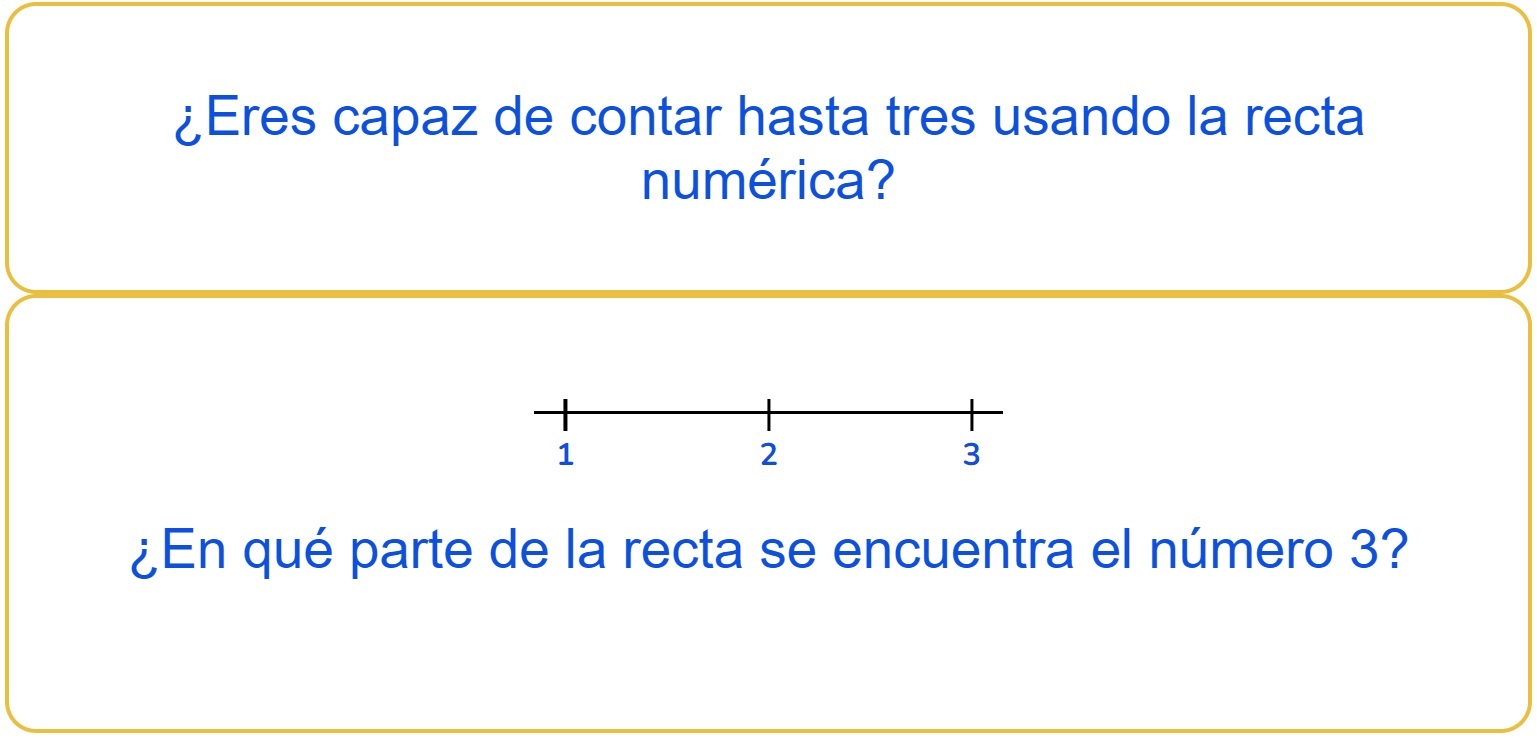 ¿Eres capaz de contar hasta tres usando la recta
numérica?
1 2 3
¿En qué parte de la recta se encuentra el número 3?